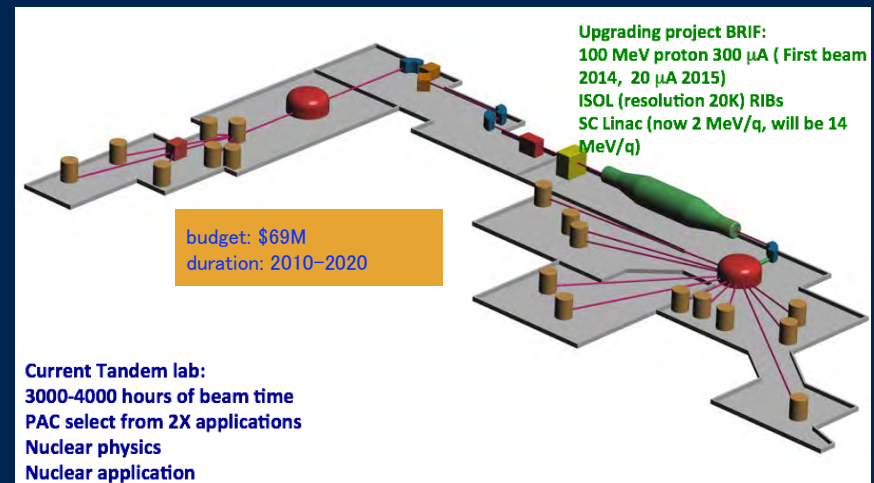 Upgrading project BRIF:
100 MeV proton 300 μA ( First beam
2014, 20 μA 2015)
ISOL (resolution 20K) RIBs
SC Linac (now 2 MeV/q, will be 14
MeV/q)
budget: $69M
duration: 2010-2020
Current Tandem lab:
3000-4000 hours of beam time
PAC select from 2X applications
Nuclear physics
Nuclear application